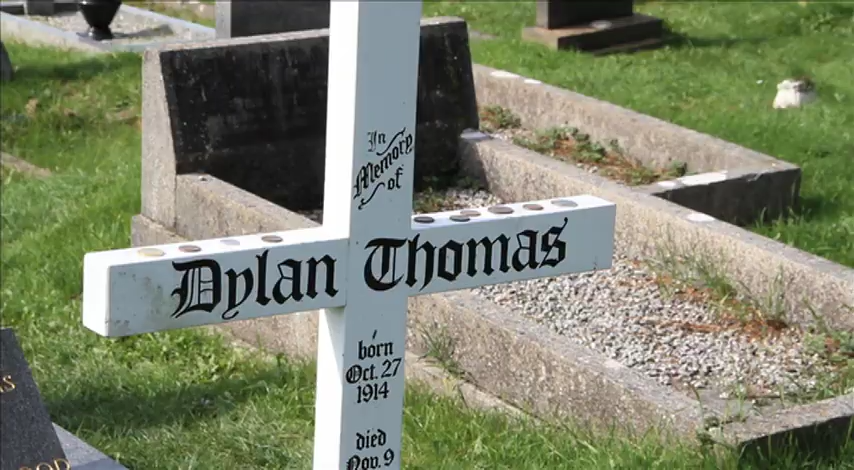 In
Memory
of
Dylan Thomas
born
Oct. 27
1914
died
Nov. 9